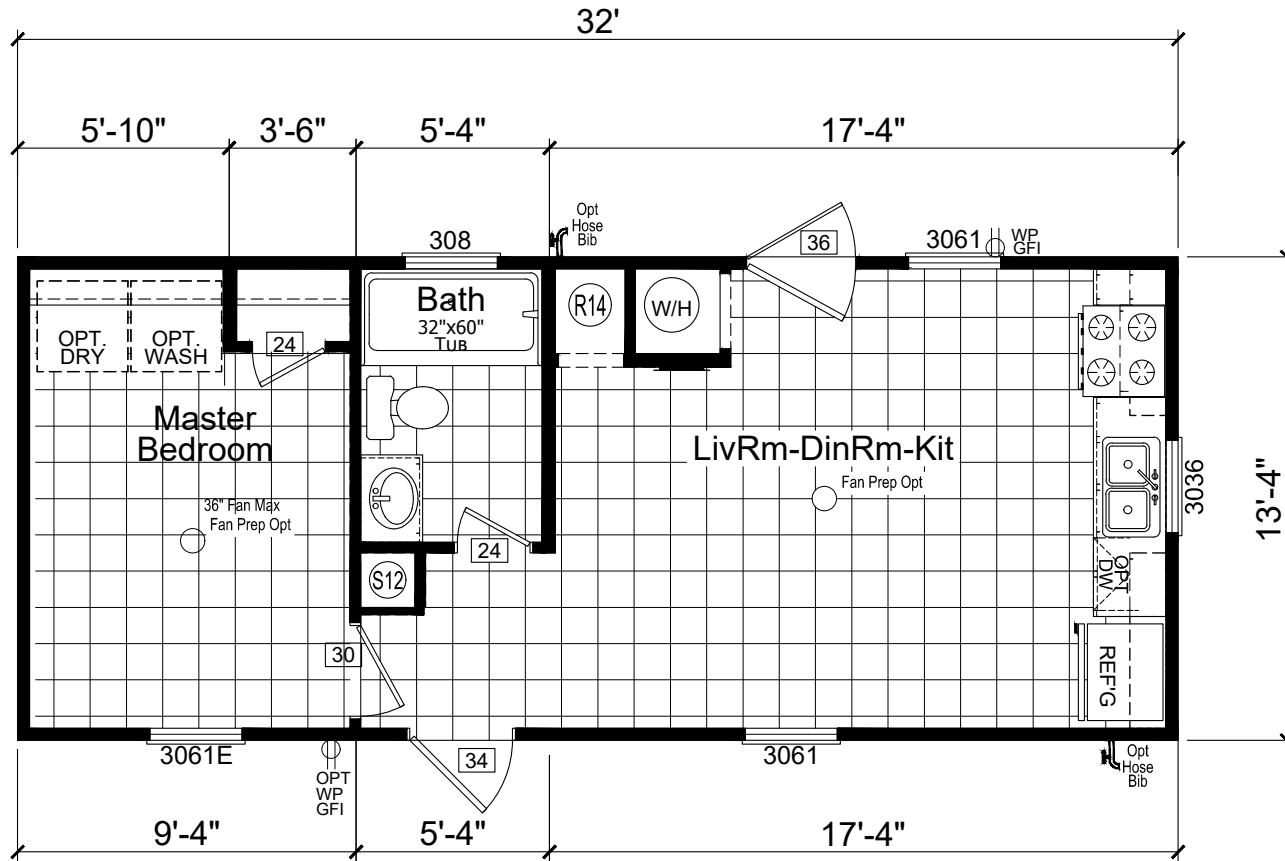 32'
5'-10" 3'-6" 5'-4" 17'-4"
Opt
Hose
Bib
308
36
3061
WP
GFI
Bath
32"x60"
TUB
R14
W/H
OPT.
DRY
OPT.
WASH
24
Master
Bedroom
36" Fan Max
Fan Prep Opt
LivRm-DinRm-Kit
Fan Prep Opt
3036
13'-4"
24
S12
OPT
DW
30
REF'G
3061E
OPT
WP
GFI
34
3061
Opt
Hose
Bib
9'-4" 5'-4" 17'-4"